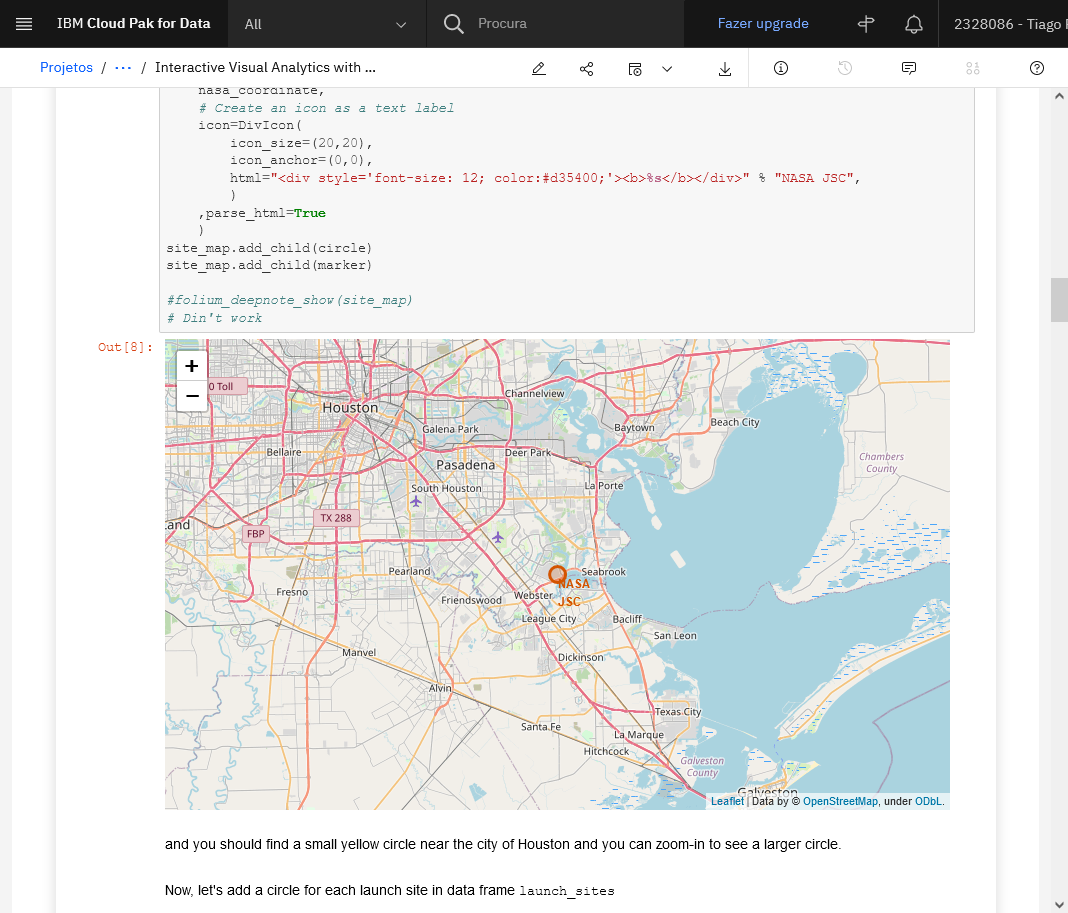 IBM Cloud Pak for Data
All
Procura
Fazer upgrade
2328086 - Tiago
Projetos / ··· / Interactive Visual Analytics with ...
nasa_coordinate,
# Create an icon as a text label
icon=DivIcon(
icon_size=(20,20),
icon_anchor=(0,0),
html="<div style='font-size: 12; color:#d35400;'><b>%s</b></div>" % "NASA JSC",
)
,parse_html=True
)
site_map.add_child(circle)
site_map.add_child(marker)
#folium_deepnote_show(site_map)
# Din't work
Out[8]:
+
−
0 Toll
Houston
Channelview
Galena Park
Baytown
Beach City
Bellaire
Deer Park
Pasadena
Chambers
County
South Houston
La Porte
TX 288
land
FBP
Pearland
Seabrook
NASA
JSC
Fresno
Friendswood
Webster
League City
Bacliff
San Leon
Manvel
Dickinson
Alvin
Texas City
Santa Fe
La Marque
Hitchcock
Galveston
County
Galveston
Leaflet | Data by © OpenStreetMap, under ODbL.
and you should find a small yellow circle near the city of Houston and you can zoom-in to see a larger circle.
Now, let's add a circle for each launch site in data frame launch_sites